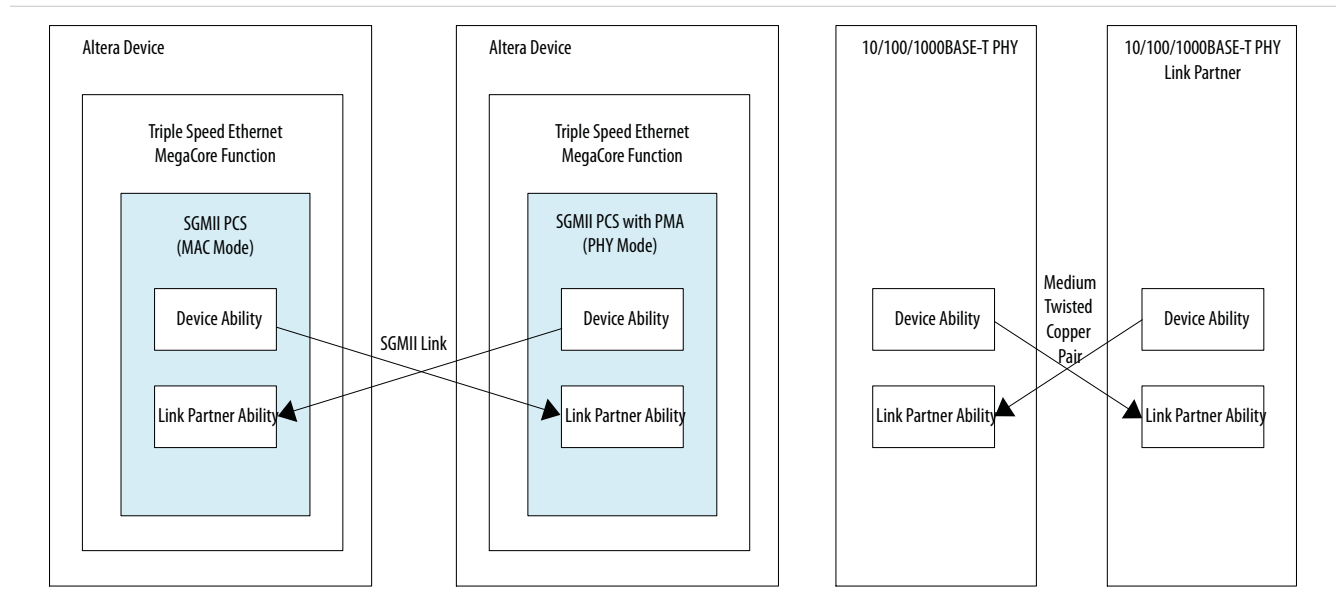 Altera Device
Triple Speed Ethernet
MegaCore Function
SGMII PCS
(MAC Mode)
Device Ability
Link Partner Ability
SGMII Link
Altera Device
Triple Speed Ethernet
MegaCore Function
SGMII PCS with PMA
(PHY Mode)
Device Ability
Link Partner Ability
10/100/1000BASE-T PHY
Device Ability
Link Partner Ability
Medium
Twisted
Copper
Pair
10/100/1000BASE-T PHY
Link Partner
Device Ability
Link Partner Ability